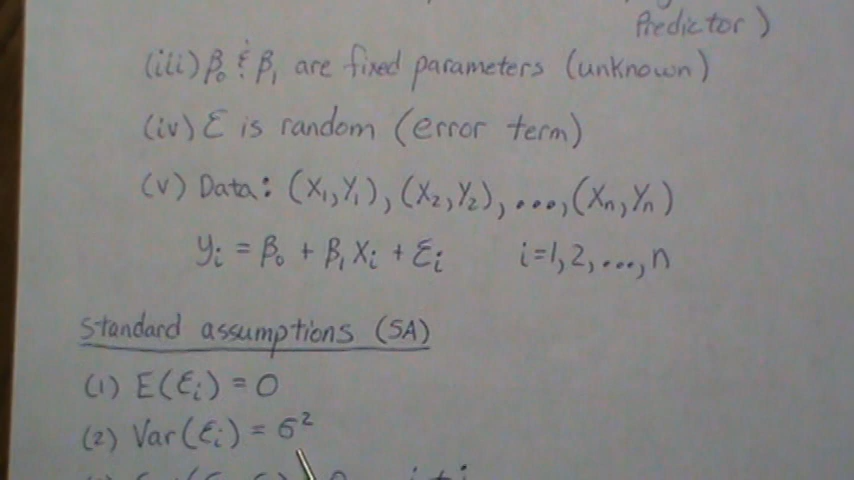 Predictor)
(iii) β₀ & β₁ are fixed parameters (unknown)
(iv) ε is random (error term)
(v) Data: (X₁,Y₁), (X₂,Y₂), ..., (Xₙ,Yₙ)
yᵢ = β₀ + β₁Xᵢ + εᵢ i=1,2,...,n
Standard assumptions (SA)
(1) E(εᵢ) = 0
(2) Var(εᵢ) = σ²